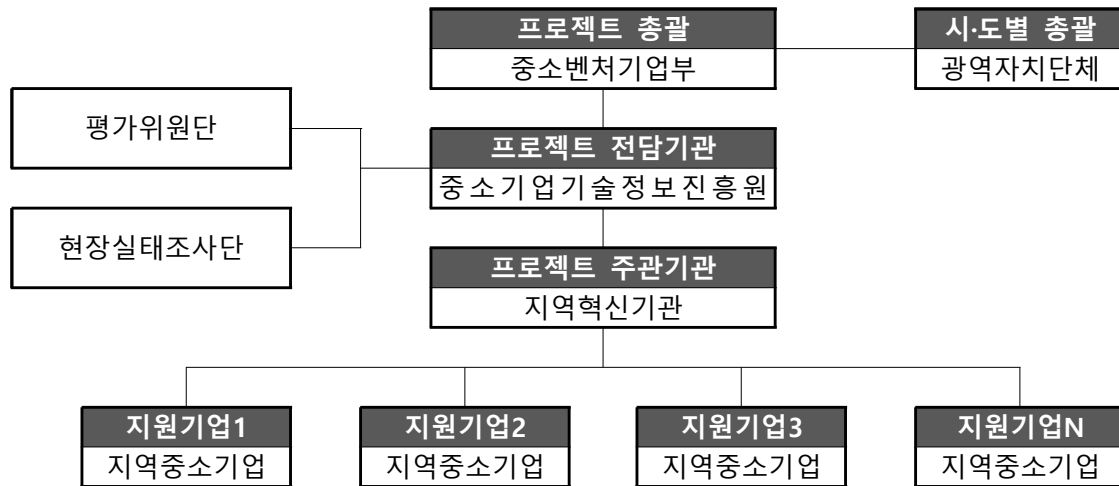 프로젝트 총괄
중소벤처기업부
시·도별 총괄
광역자치단체
평가위원단
프로젝트 전담기관
중소기업기술정보진흥원
현장실태조사단
프로젝트 주관기관
지역혁신기관
지원기업1
지역중소기업
지원기업2
지역중소기업
지원기업3
지역중소기업
지원기업N
지역중소기업